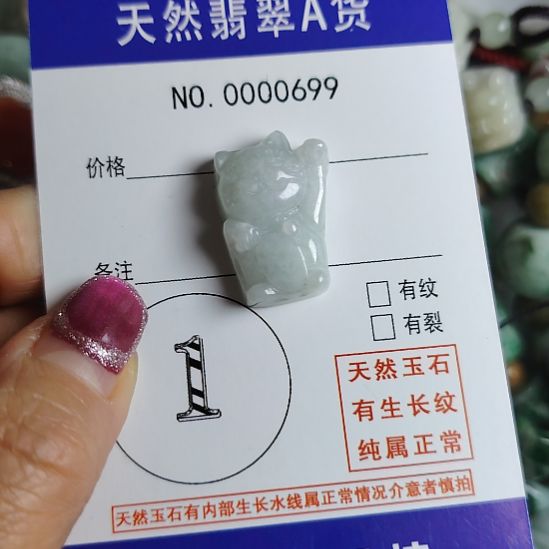 天然翡翠A货
NO.0000699
价格
备注
有纹
有裂
1
天然玉石
有生长纹
纯属正常
天然玉石有内部生长水线属正常情况介意者慎拍